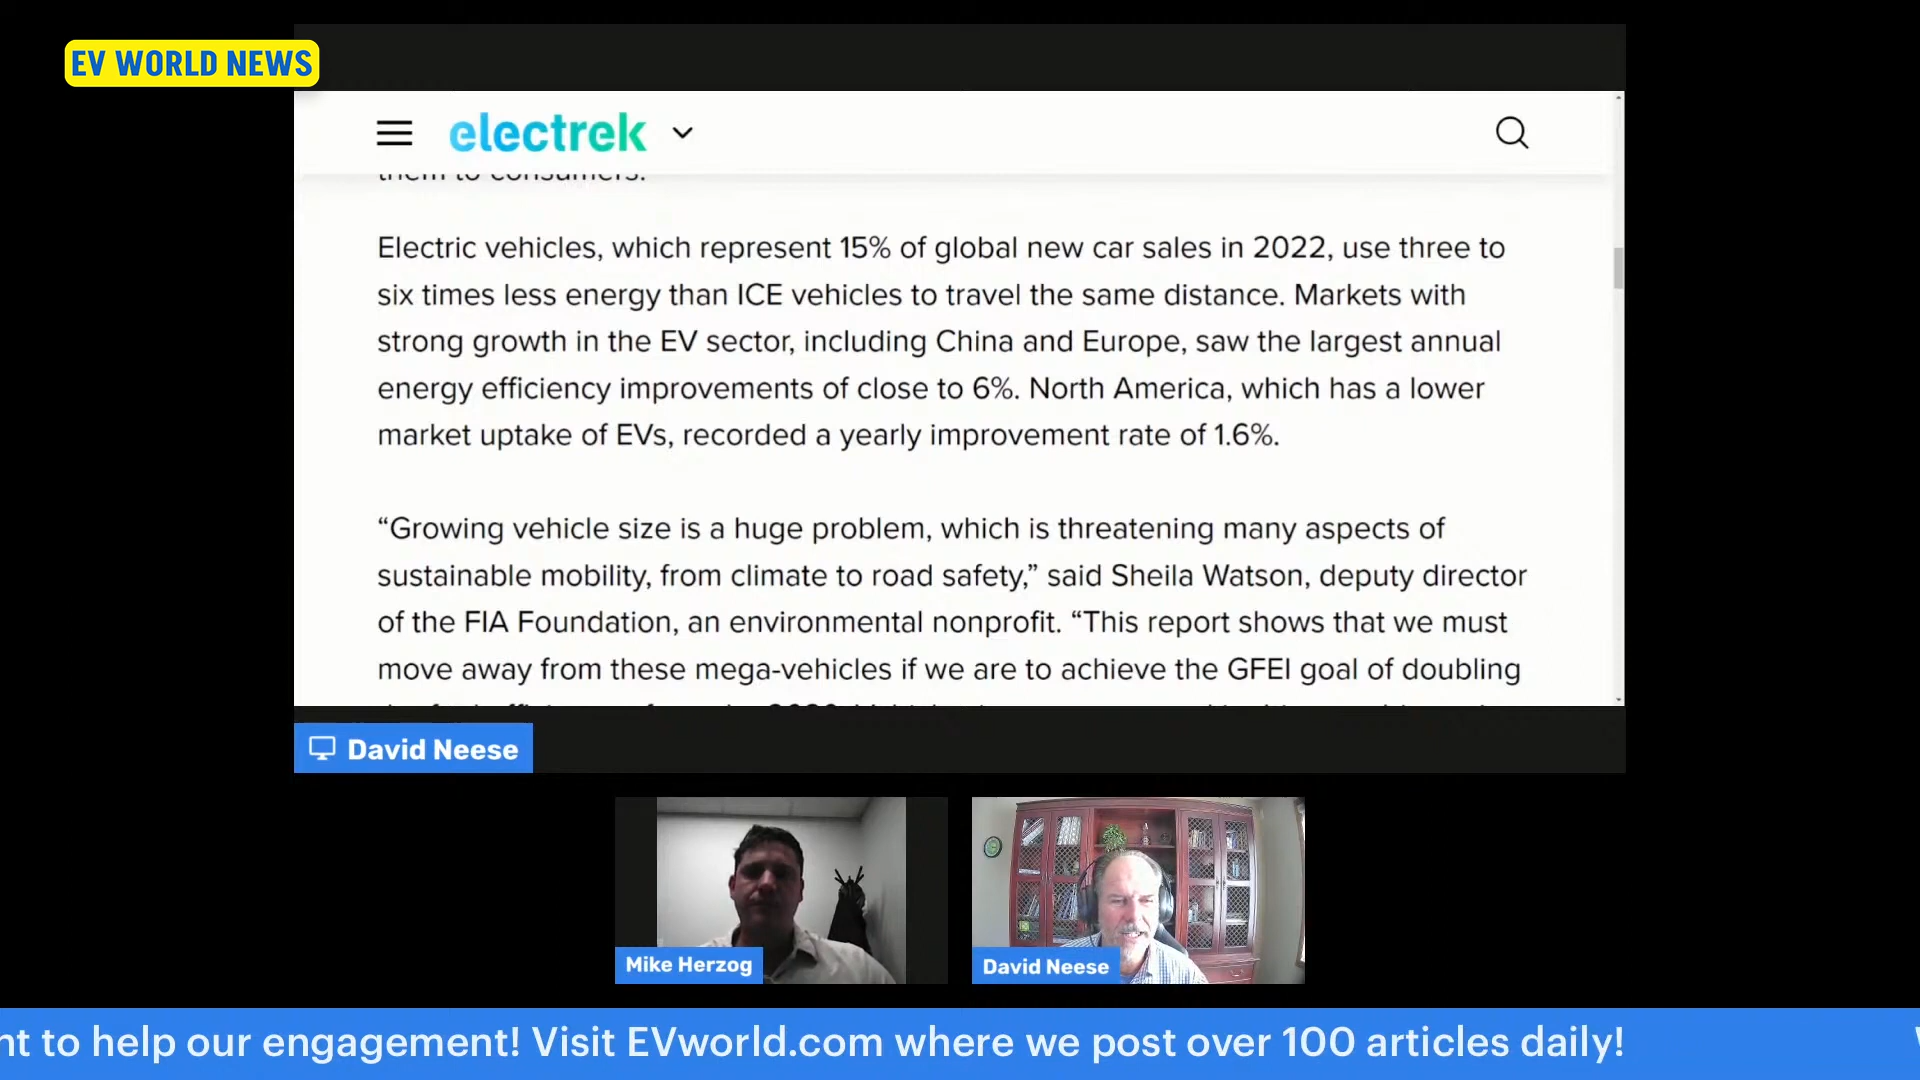 EV WORLD NEWS
electrek
them to consumers.
Electric vehicles, which represent 15% of global new car sales in 2022, use three to
six times less energy than ICE vehicles to travel the same distance. Markets with
strong growth in the EV sector, including China and Europe, saw the largest annual
energy efficiency improvements of close to 6%. North America, which has a lower
market uptake of EVs, recorded a yearly improvement rate of 1.6%.
“Growing vehicle size is a huge problem, which is threatening many aspects of
sustainable mobility, from climate to road safety,” said Sheila Watson, deputy director
of the FIA Foundation, an environmental nonprofit. “This report shows that we must
move away from these mega-vehicles if we are to achieve the GFEI goal of doubling
David Neese
Mike Herzog
David Neese
nt to help our engagement! Visit EVworld.com where we post over 100 articles daily!